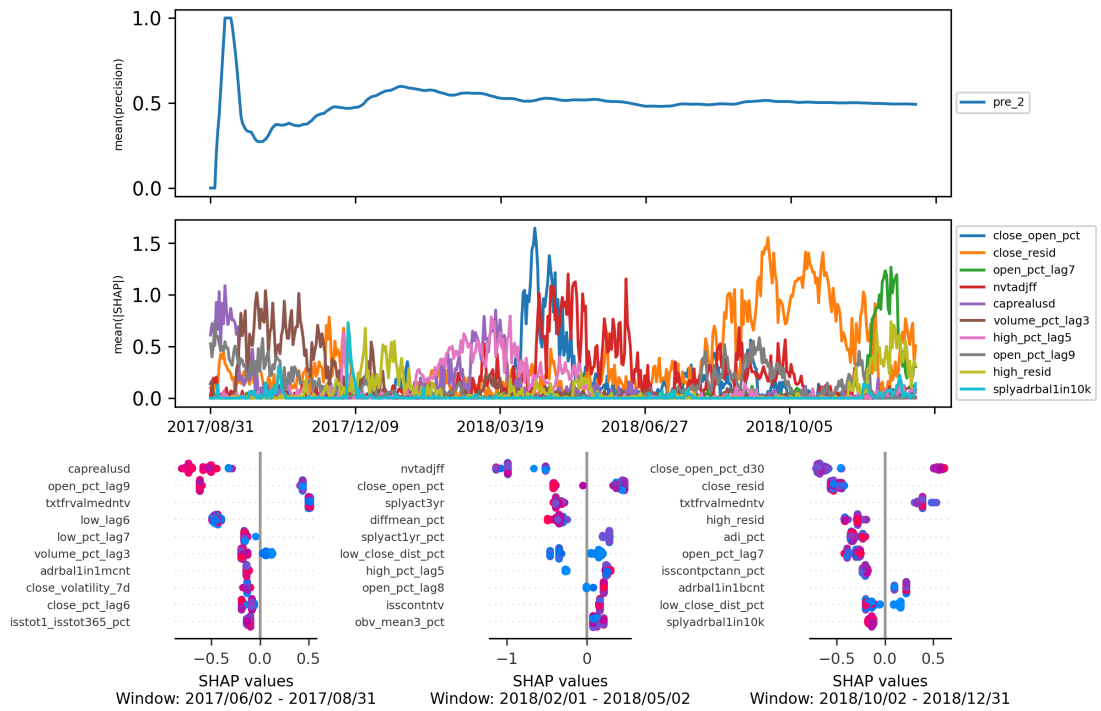 1.0
0.5
0.0
mean(precision)
pre_2
1.5
1.0
0.5
0.0
mean(|SHAP|)
2017/08/31
2017/12/09
2018/03/19
2018/06/27
2018/10/05
close_open_pct
close_resid
open_pct_lag7
nvtadjff
caprealusd
volume_pct_lag3
high_pct_lag5
open_pct_lag9
high_resid
splyadrbal1in10k
caprealusd
open_pct_lag9
txtfrvalmedntv
low_lag6
low_pct_lag7
volume_pct_lag3
adrbal1in1mcnt
close_volatility_7d
close_pct_lag6
isstot1_isstot365_pct
−0.5
0.0
0.5
SHAP values
Window: 2017/06/02 - 2017/08/31
nvtadjff
close_open_pct
splyact3yr
diffmean_pct
splyact1yr_pct
low_close_dist_pct
high_pct_lag5
open_pct_lag8
isscontntv
obv_mean3_pct
−1
0
SHAP values
Window: 2018/02/01 - 2018/05/02
close_open_pct_d30
close_resid
txtfrvalmedntv
high_resid
adi_pct
open_pct_lag7
isscontpctann_pct
adrbal1in1bcnt
low_close_dist_pct
splyadrbal1in10k
−0.5
0.0
0.5
SHAP values
Window: 2018/10/02 - 2018/12/31